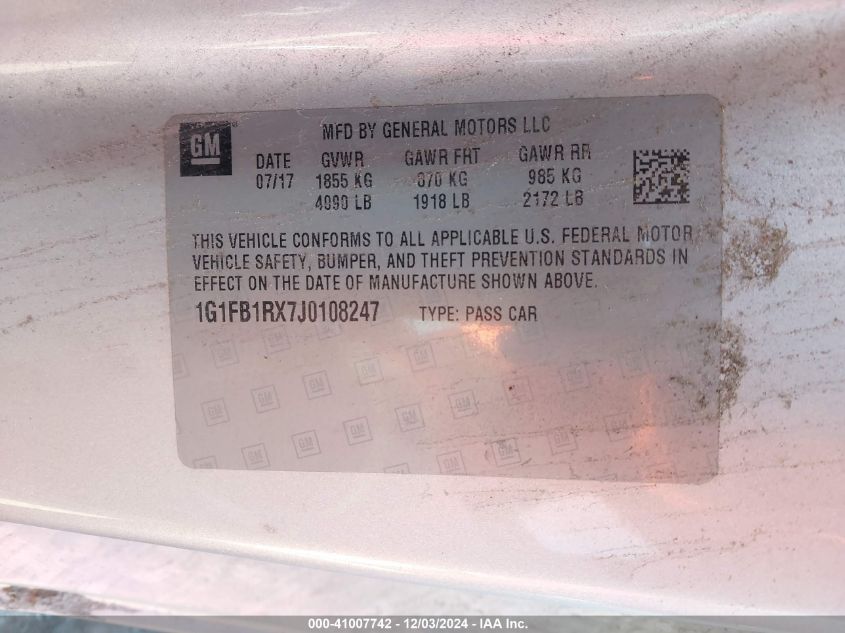 GM
MFD BY GENERAL MOTORS LLC
DATE GVWR GAWR FRT GAWR RR
07/17 1855 KG 870 KG 985 KG
4090 LB 1918 LB 2172 LB
THIS VEHICLE CONFORMS TO ALL APPLICABLE U.S. FEDERAL MOTOR
VEHICLE SAFETY, BUMPER, AND THEFT PREVENTION STANDARDS IN
EFFECT ON THE DATE OF MANUFACTURE SHOWN ABOVE.
1G1FB1RX7J0108247 TYPE: PASS CAR
000-41007742 - 12/03/2024 - IAA Inc.